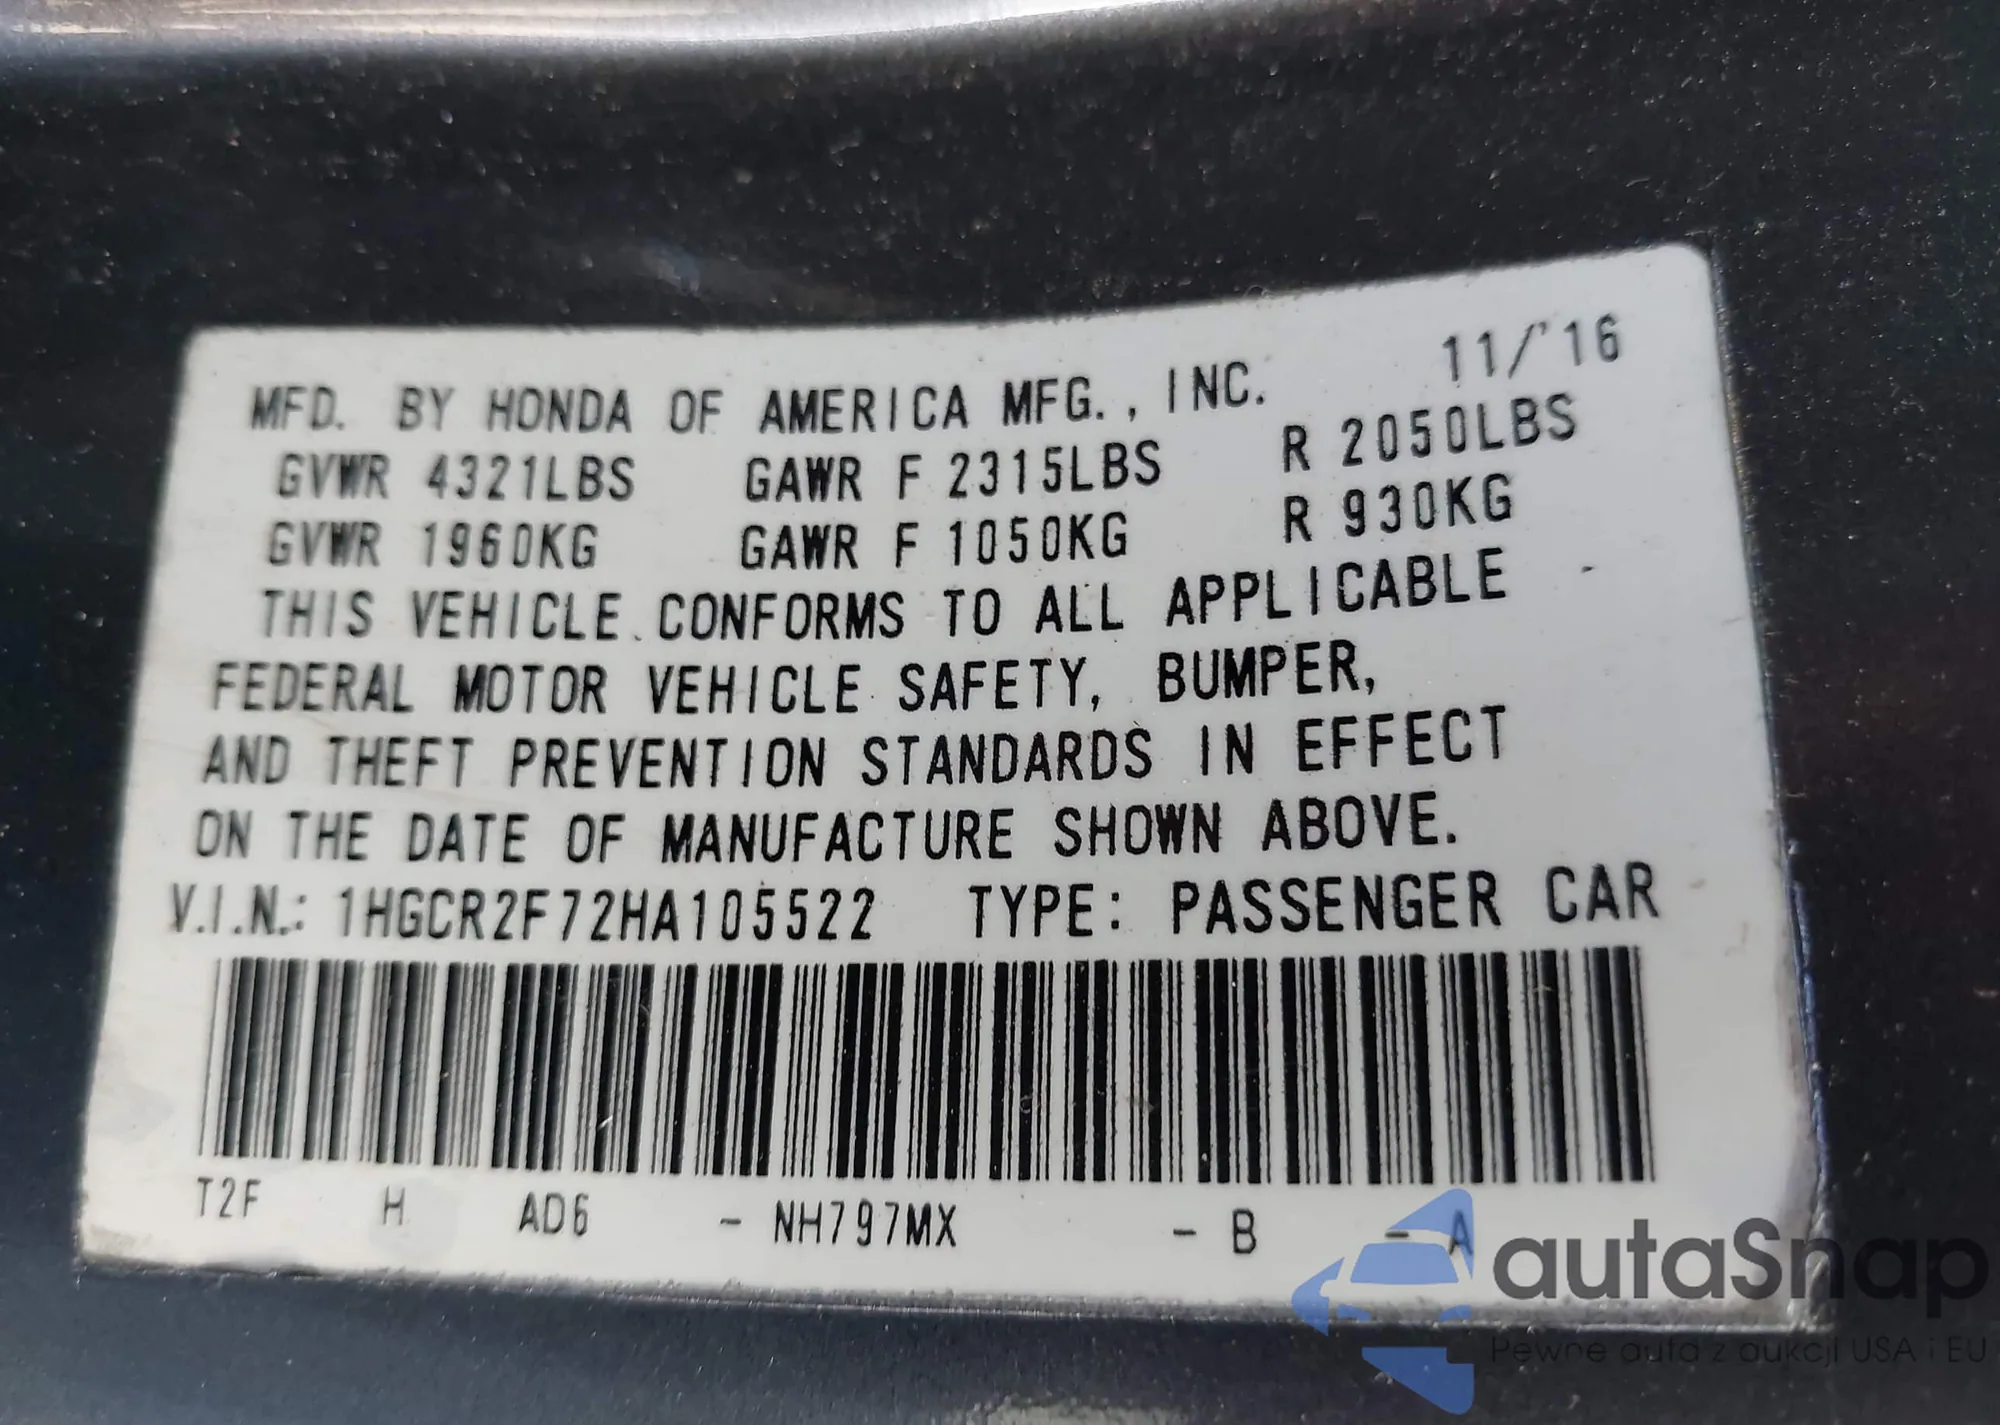 MFD. BY HONDA OF AMERICA MFG., INC. 11/'16
GVWR 4321LBS GAWR F 2315LBS R 2050LBS
GVWR 1960KG GAWR F 1050KG R 930KG
THIS VEHICLE CONFORMS TO ALL APPLICABLE
FEDERAL MOTOR VEHICLE SAFETY, BUMPER,
AND THEFT PREVENTION STANDARDS IN EFFECT
ON THE DATE OF MANUFACTURE SHOWN ABOVE.
V.I.N.: 1HGCR2F72HA105522 TYPE: PASSENGER CAR
T2F H AD6 - NH797MX - B - A
autaSnap
Pewne auta z aukcji USA i EU